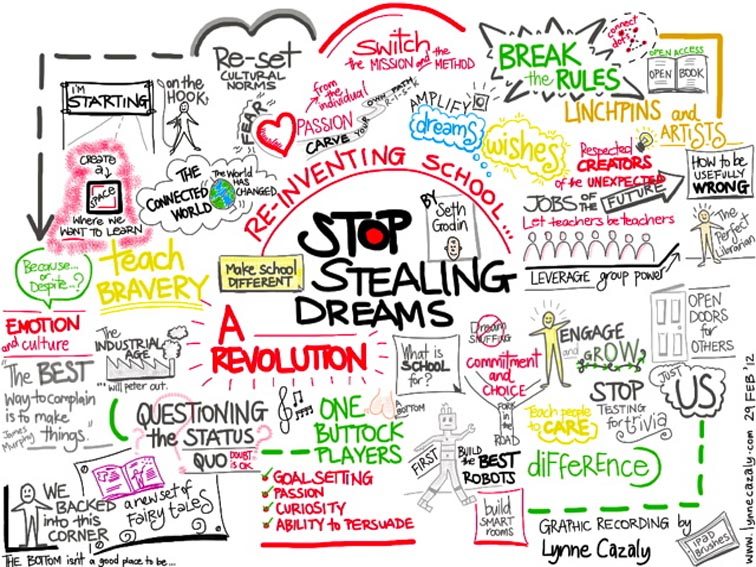 I'M
STARTING
on the
HOOK;
CREATE
a
SPACE
Where we
WANT TO LEARN
Re-set
CULTURAL
NORMS
FEAR
THE
CONNECTED
WORLD
The World
HAS
CHANGED
switch
the MISSION and the METHOD
from the
individual
PASSION
CARVE YOUR OWN PATH
R-I-S-K
AMPLIFY
dreams
wishes
BREAK
the RULES
connect
dots
OPEN ACCESS
OPEN BOOK
LINCHPINS and
ARTISTS
Respected
CREATORS
of the UNEXPECTED
JOBS OF THE FUTURE
HOW TO BE
USEFULLY
WRONG
Let teachers be teachers
LEVERAGE group power
The
Perfect
Librarian
RE-INVENTING SCHOOL...
STOP
STEALING
DREAMS
BY
Seth
Godin
Make school
DIFFERENT
teach
BRAVERY
Because...
or
Despite...?
EMOTION
and culture
The
INDUSTRIAL
AGE
... will peter out.
A
REVOLUTION
"The BEST
Way to complain
is to make
things."
James
Murphy
QUESTIONING
the STATUS
QUO
DOUBT
is OK
ONE
BUTTOCK
PLAYERS
A
BOTTOM
GOAL SETTING
PASSION
CURIOSITY
ABILITY to PERSUADE
What is
SCHOOL
for?
Dream
SNUFFING
commitment
and
CHOICE
FORK
IN the
ROAD
FIRST
BUILD
the BEST
ROBOTS
build
SMART
rooms
ENGAGE
and GROW
OPEN
DOORS
for
OTHERS
STOP
TESTING
for trivia
JUST
US
Teach people
to CARE
difference
WE
BACKED
into this
CORNER
THE BOTTOM isn't a good place to be...
a new set of
Fairy tales
GRAPHIC RECORDING by
Lynne Cazaly
iPAD
BRUSHES
www.lynnecazaly.com 29 FEB '12